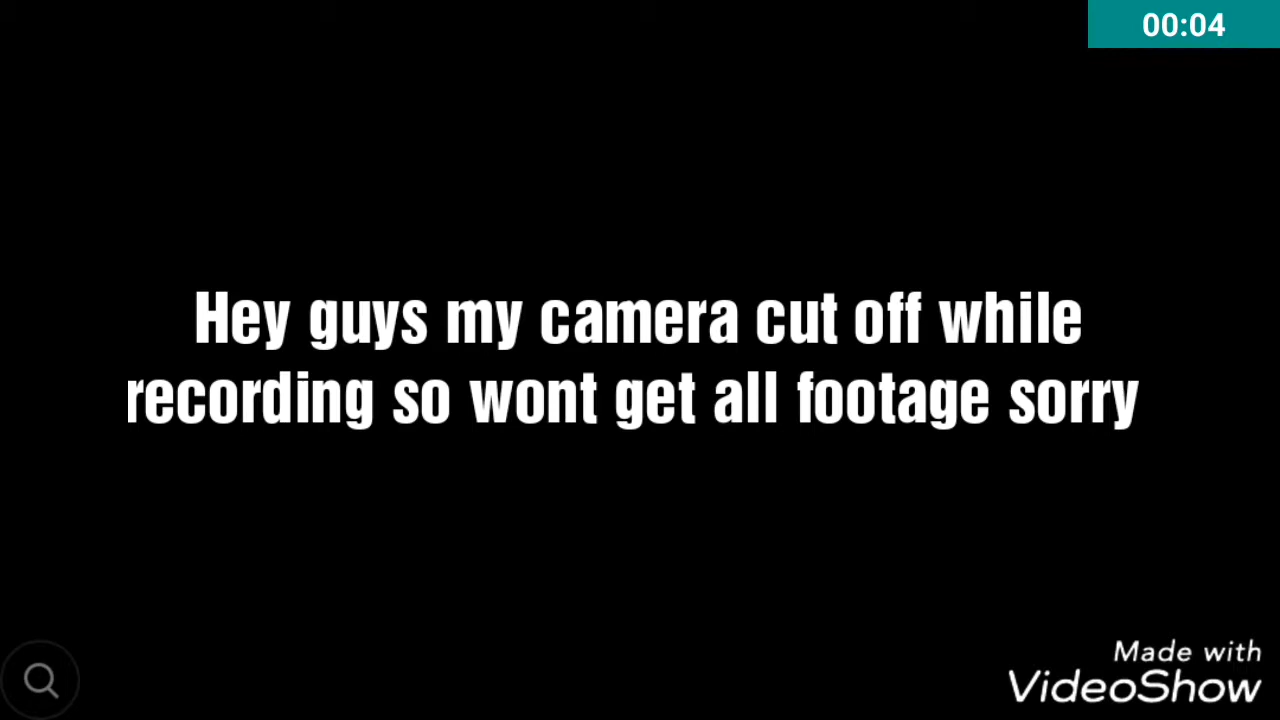 00:04
Hey guys my camera cut off while
recording so wont get all footage sorry
Made with
VideoShow